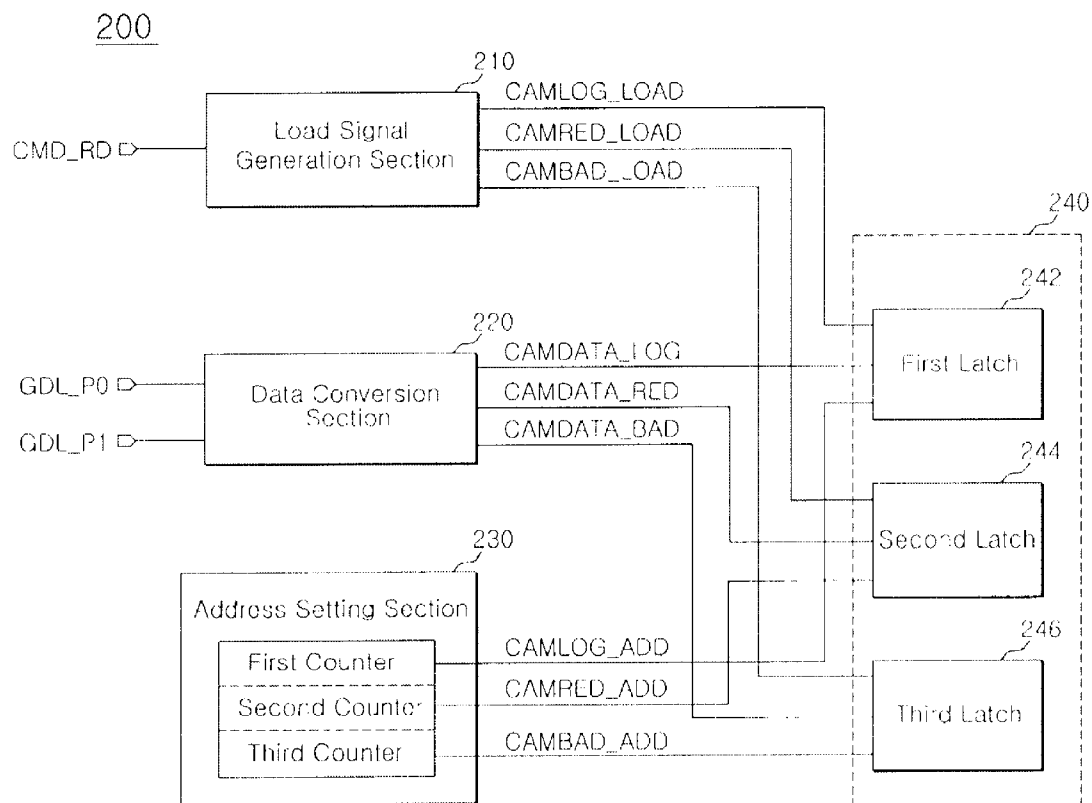 200
210
CMD_RD
Load Signal
Generation Section
CAMLOG_LOAD
CAMRED_LOAD
CAMBAD_LOAD
240
242
First Latch
220
GDL_P0
GDL_P1
Data Conversion
Section
CAMDATA_LOG
CAMDATA_RED
CAMDATA_BAD
244
Second Latch
230
Address Setting Section
First Counter
Second Counter
Third Counter
CAMLOG_ADD
CAMRED_ADD
CAMBAD_ADD
246
Third Latch